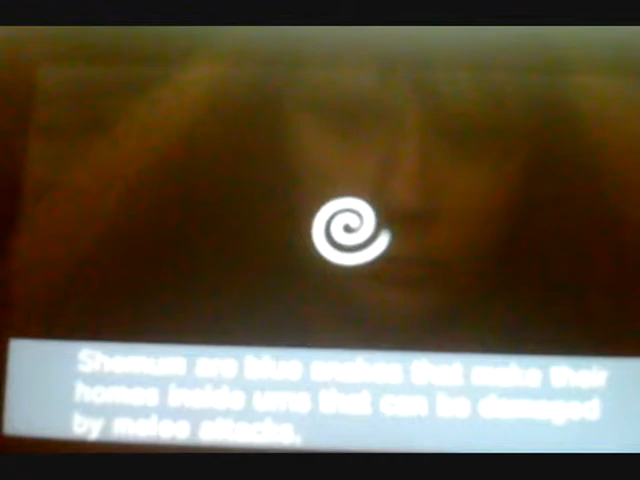 Shemum are blue snakes that make their
homes inside urns that can be damaged
by melee attacks.